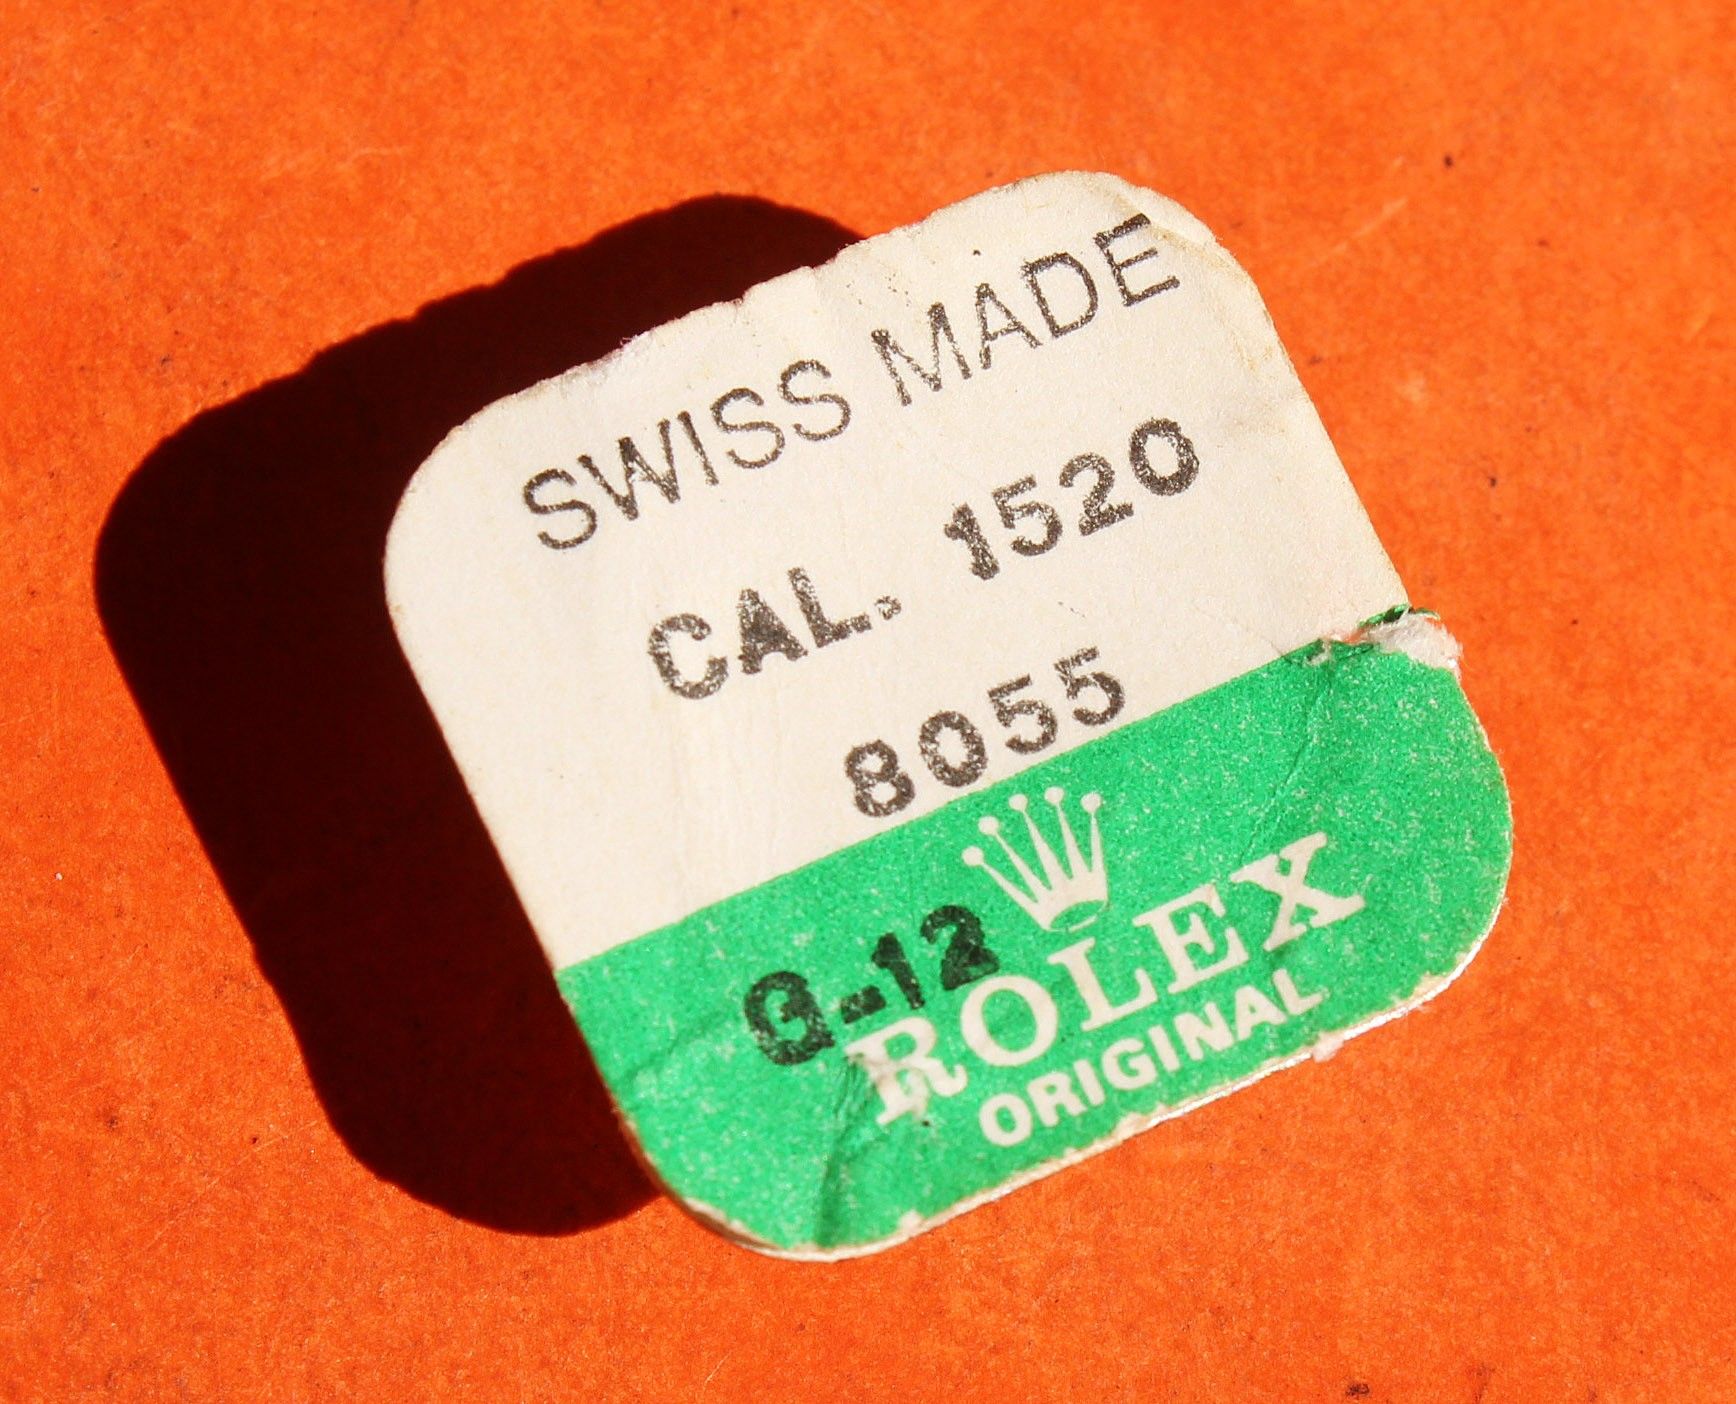 SWISS MADE
CAL. 1520
8055
G-12
ROLEX
ORIGINAL